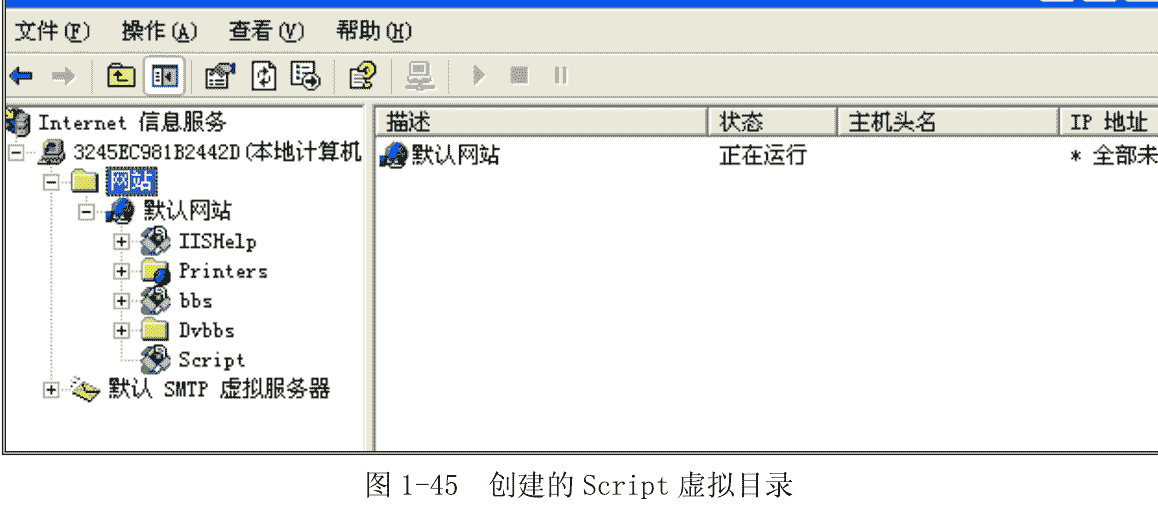 文件(F) 操作(A) 查看(V) 帮助(H)
Internet 信息服务
3245EC981B2442D(本地计算机
网站
默认网站
IISHelp
Printers
bbs
Dvbbs
Script
默认 SMTP 虚拟服务器
描述 状态 主机头名 IP 地址
默认网站 正在运行 * 全部未
图 1-45 创建的 Script 虚拟目录